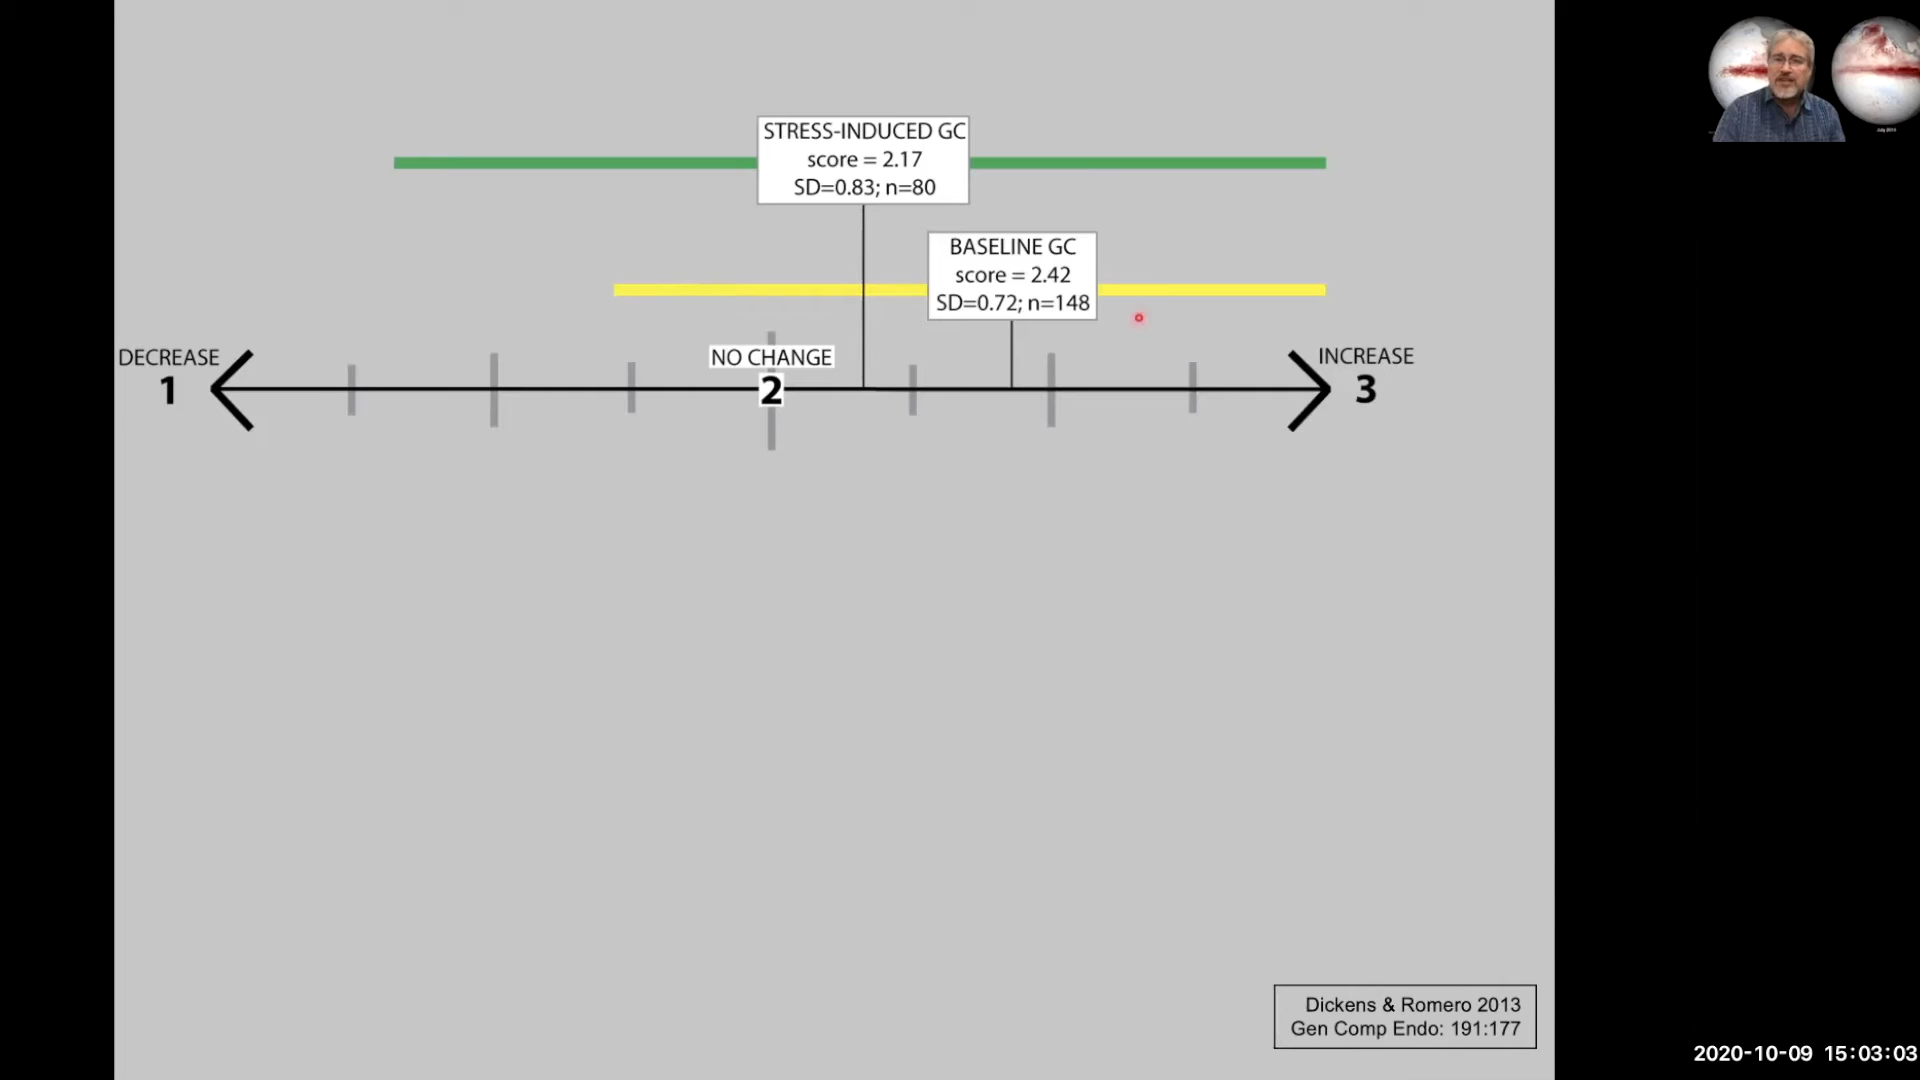 STRESS-INDUCED GC
score = 2.17
SD=0.83; n=80
BASELINE GC
score = 2.42
SD=0.72; n=148
DECREASE
1
NO CHANGE
2
INCREASE
3
Dickens & Romero 2013
Gen Comp Endo: 191:177
2020-10-09 15:03:03